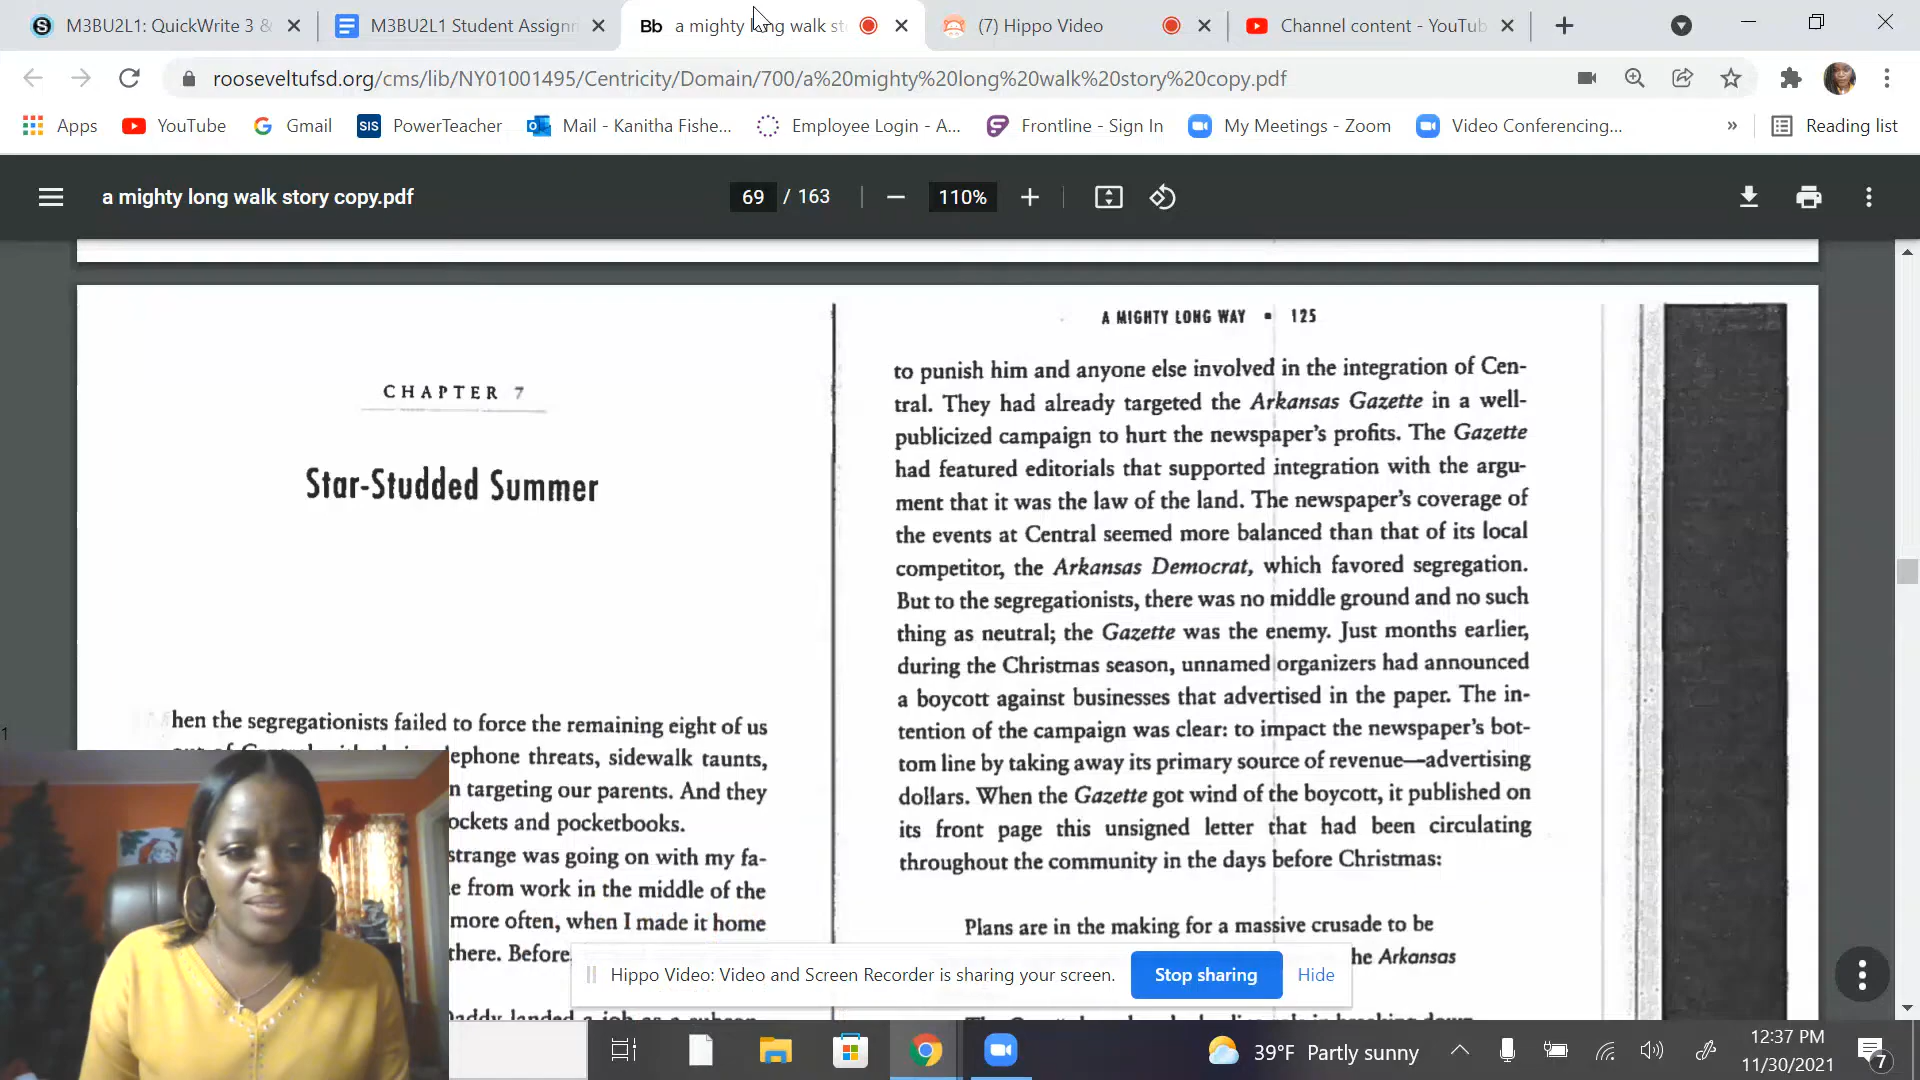 M3BU2L1: QuickWrite 3 &
M3BU2L1 Student Assignm
Bb a mighty long walk st
(7) Hippo Video
Channel content - YouTub
rooseveltufsd.org/cms/lib/NY01001495/Centricity/Domain/700/a%20mighty%20long%20walk%20story%20copy.pdf
Apps
YouTube
Gmail
SIS PowerTeacher
Mail - Kanitha Fishe...
Employee Login - A...
Frontline - Sign In
My Meetings - Zoom
Video Conferencing...
»
Reading list
a mighty long walk story copy.pdf
69 / 163
110%
CHAPTER 7
Star-Studded Summer
hen the segregationists failed to force the remaining eight of us
ephone threats, sidewalk taunts,
n targeting our parents. And they
ockets and pocketbooks.
strange was going on with my fa-
e from work in the middle of the
more often, when I made it home
there. Before
Daddy landed a job as a
A MIGHTY LONG WAY ▪ 125
to punish him and anyone else involved in the integration of Cen-
tral. They had already targeted the Arkansas Gazette in a well-
publicized campaign to hurt the newspaper's profits. The Gazette
had featured editorials that supported integration with the argu-
ment that it was the law of the land. The newspaper's coverage of
the events at Central seemed more balanced than that of its local
competitor, the Arkansas Democrat, which favored segregation.
But to the segregationists, there was no middle ground and no such
thing as neutral; the Gazette was the enemy. Just months earlier,
during the Christmas season, unnamed organizers had announced
a boycott against businesses that advertised in the paper. The in-
tention of the campaign was clear: to impact the newspaper's bot-
tom line by taking away its primary source of revenue—advertising
dollars. When the Gazette got wind of the boycott, it published on
its front page this unsigned letter that had been circulating
throughout the community in the days before Christmas:
Plans are in the making for a massive crusade to be
he Arkansas
1
Hippo Video: Video and Screen Recorder is sharing your screen.
Stop sharing
Hide
39°F Partly sunny
12:37 PM
11/30/2021
7